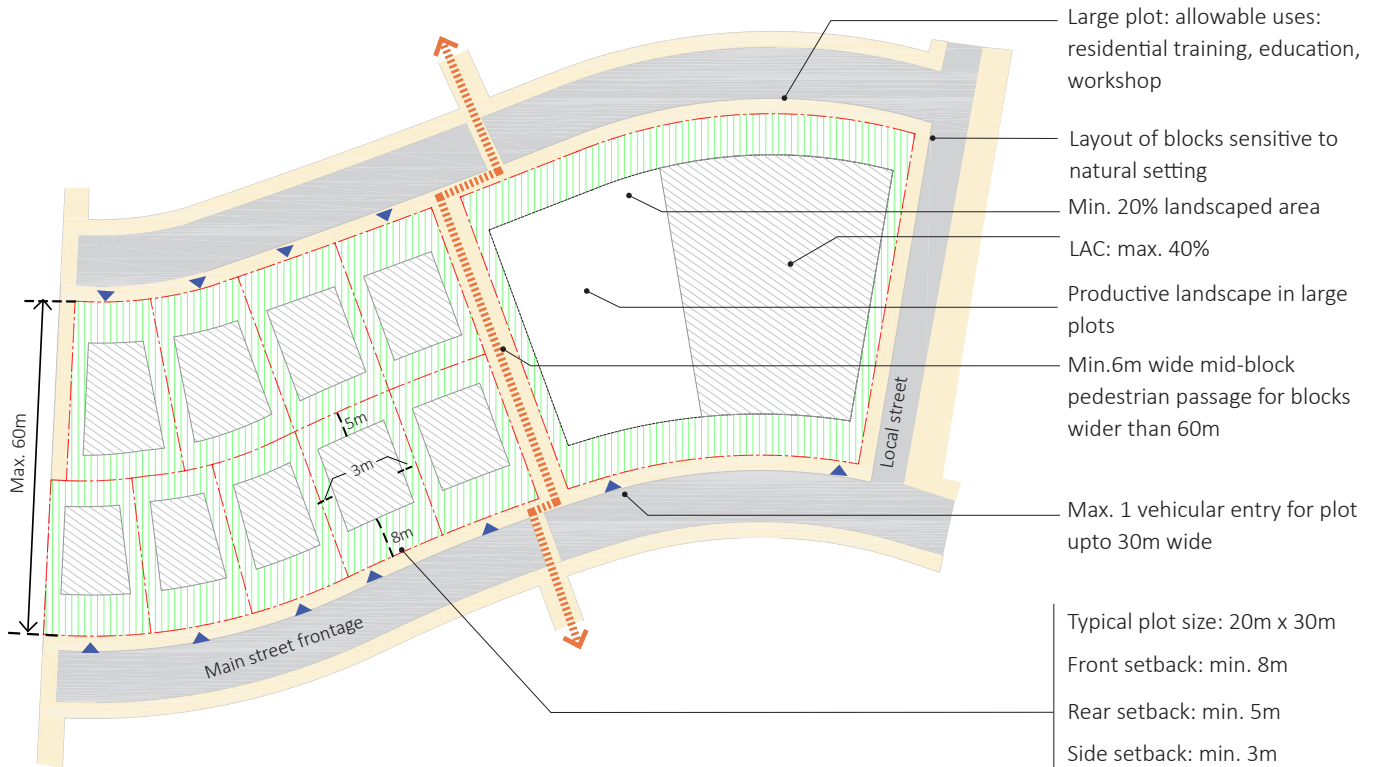 Large plot: allowable uses:
residential training, education,
workshop
Layout of blocks sensitive to
natural setting
Min. 20% landscaped area
LAC: max. 40%
Productive landscape in large
plots
Min.6m wide mid-block
pedestrian passage for blocks
wider than 60m
Max. 1 vehicular entry for plot
upto 30m wide
Typical plot size: 20m x 30m
Front setback: min. 8m
Rear setback: min. 5m
Side setback: min. 3m
Max. 60m
5m
3m
8m
Local street
Main street frontage